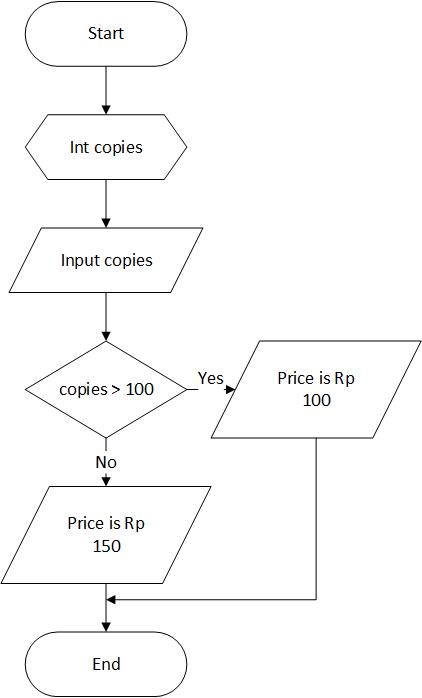 Start
Int copies
Input copies
copies > 100
Yes
Price is Rp
100
No
Price is Rp
150
End